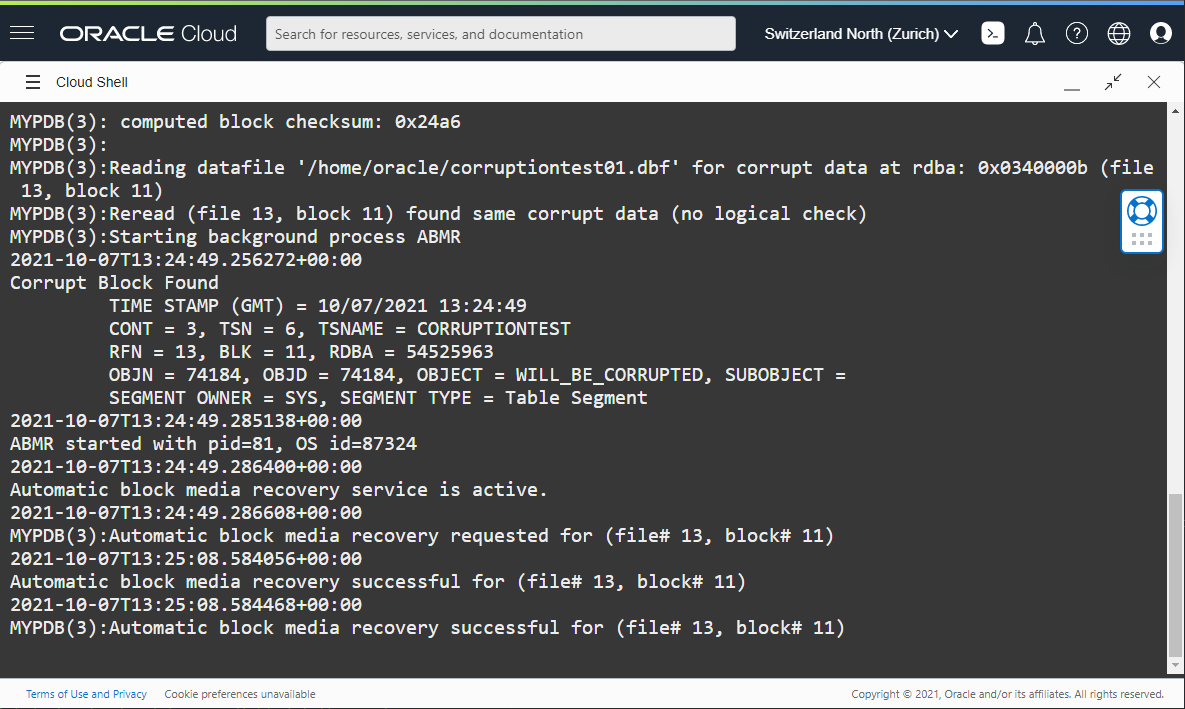 ORACLE Cloud
Search for resources, services, and documentation
Switzerland North (Zurich)
Cloud Shell
MYPDB(3): computed block checksum: 0x24a6
MYPDB(3):
MYPDB(3):Reading datafile '/home/oracle/corruptiontest01.dbf' for corrupt data at rdba: 0x0340000b (file
 13, block 11)
MYPDB(3):Reread (file 13, block 11) found same corrupt data (no logical check)
MYPDB(3):Starting background process ABMR
2021-10-07T13:24:49.256272+00:00
Corrupt Block Found
         TIME STAMP (GMT) = 10/07/2021 13:24:49
         CONT = 3, TSN = 6, TSNAME = CORRUPTIONTEST
         RFN = 13, BLK = 11, RDBA = 54525963
         OBJN = 74184, OBJD = 74184, OBJECT = WILL_BE_CORRUPTED, SUBOBJECT =
         SEGMENT OWNER = SYS, SEGMENT TYPE = Table Segment
2021-10-07T13:24:49.285138+00:00
ABMR started with pid=81, OS id=87324
2021-10-07T13:24:49.286400+00:00
Automatic block media recovery service is active.
2021-10-07T13:24:49.286608+00:00
MYPDB(3):Automatic block media recovery requested for (file# 13, block# 11)
2021-10-07T13:25:08.584056+00:00
Automatic block media recovery successful for (file# 13, block# 11)
2021-10-07T13:25:08.584468+00:00
MYPDB(3):Automatic block media recovery successful for (file# 13, block# 11)
Terms of Use and Privacy
Cookie preferences unavailable
Copyright © 2021, Oracle and/or its affiliates. All rights reserved.